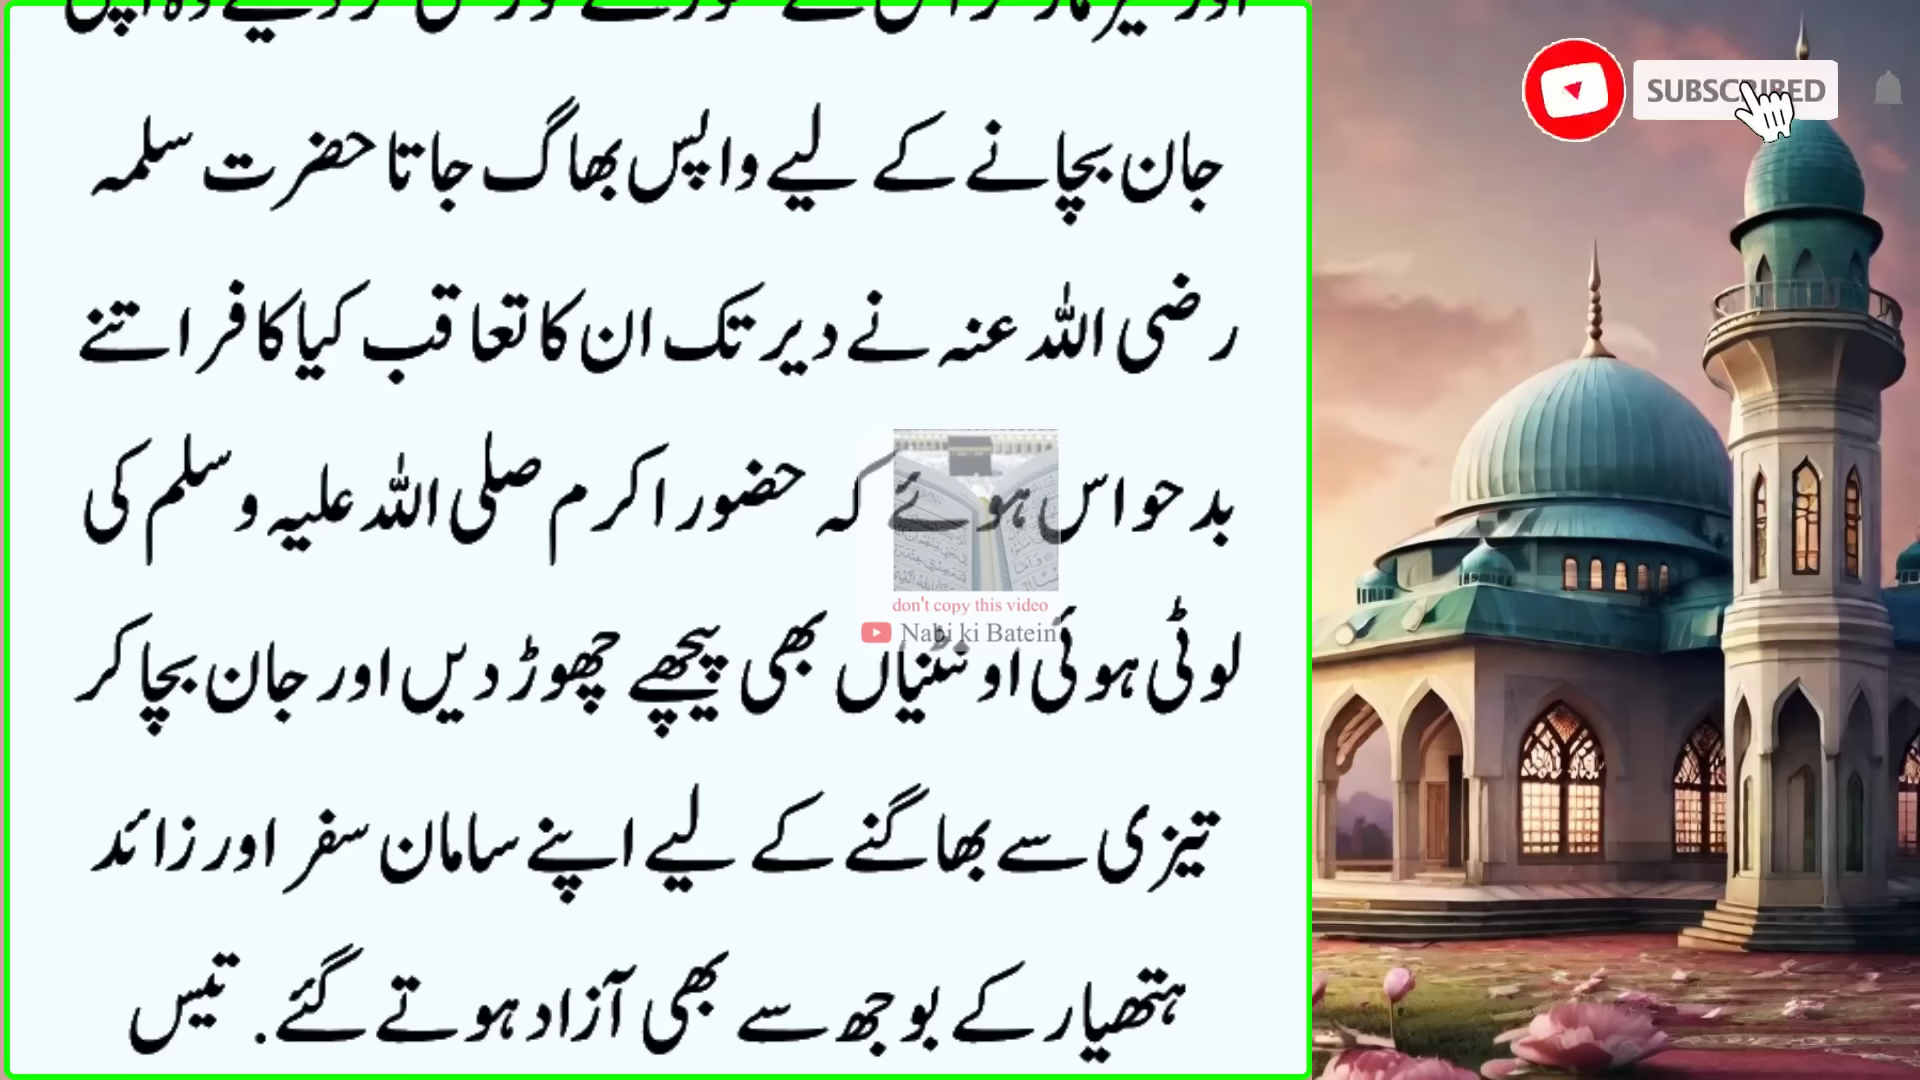 جان بچانے کے لیے واپس بھاگ جاتا حضرت سلمہ
رضی اللہ عنہ نے دیر تک ان کا تعاقب کیا کافر اتنے
بدحواس ہوئے کہ حضور اکرم صلی اللہ علیہ وسلم کی
لوٹی ہوئی اونٹنیاں بھی پیچھے چھوڑ دیں اور جان بچا کر
تیزی سے بھاگنے کے لیے اپنے سامان سفر اور زائد
ہتھیار کے بوجھ سے بھی آزاد ہوتے گئے. تیس
SUBSCRIBED
don't copy this video
Nabi ki Batein